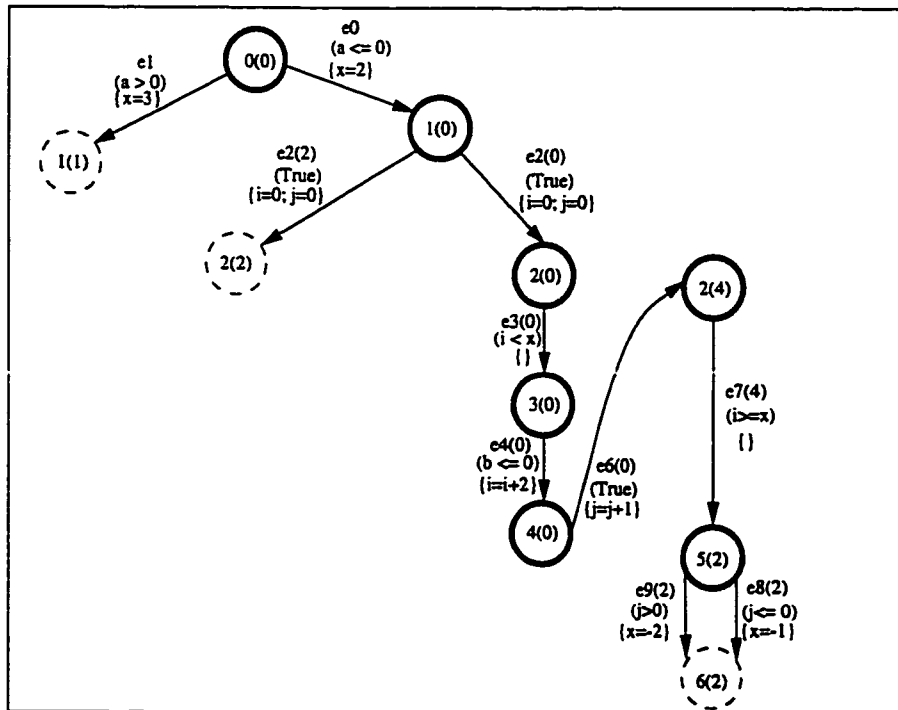 e0
(a <= 0)
{x=2}
0(0)
e1
(a > 0)
{x=3}
1(0)
1(1)
e2(2)
(True)
{i=0; j=0}
e2(0)
(True)
{i=0; j=0}
2(2)
2(0)
2(4)
e3(0)
(i < x)
{}
3(0)
e7(4)
(i>=x)
{}
e4(0)
(b <= 0)
{i=i+2}
e6(0)
(True)
{j=j+1}
4(0)
5(2)
e9(2)
(j>0)
{x=-2}
e8(2)
(j<= 0)
{x=-1}
6(2)